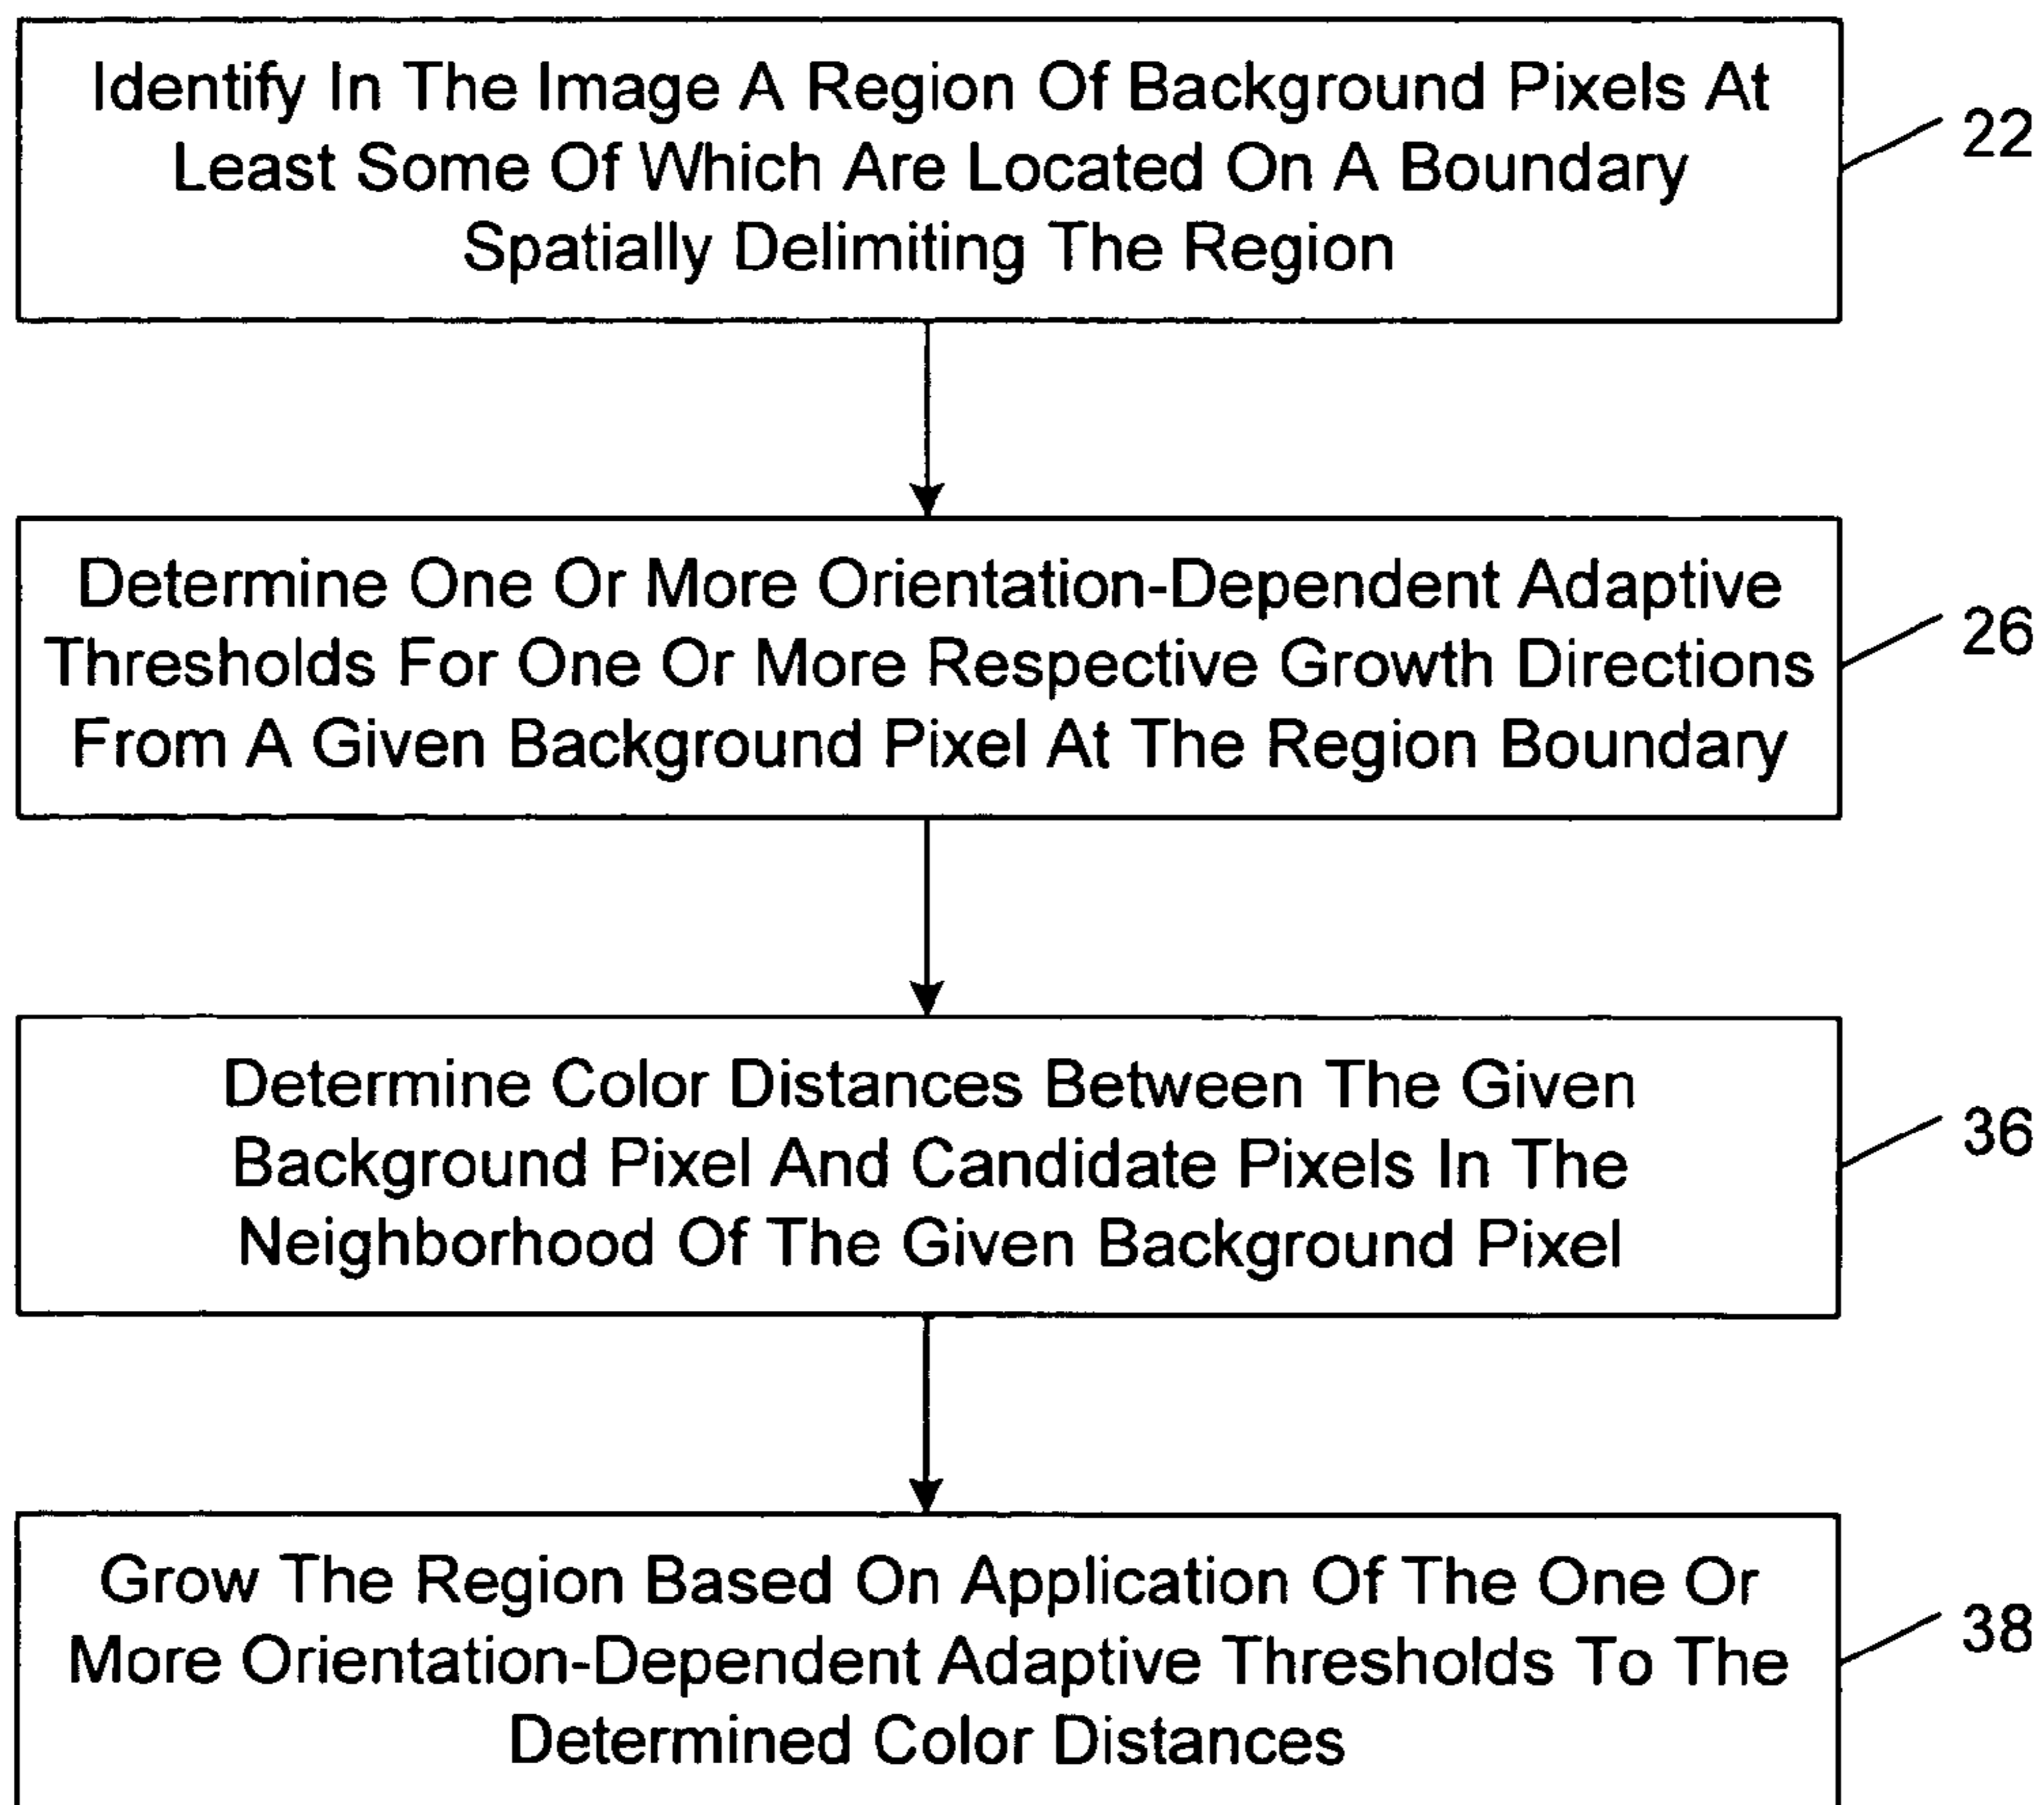 Identify In The Image A Region Of Background Pixels At
Least Some Of Which Are Located On A Boundary
Spatially Delimiting The Region
22
Determine One Or More Orientation-Dependent Adaptive
Thresholds For One Or More Respective Growth Directions
From A Given Background Pixel At The Region Boundary
26
Determine Color Distances Between The Given
Background Pixel And Candidate Pixels In The
Neighborhood Of The Given Background Pixel
36
Grow The Region Based On Application Of The One Or
More Orientation-Dependent Adaptive Thresholds To The
Determined Color Distances
38